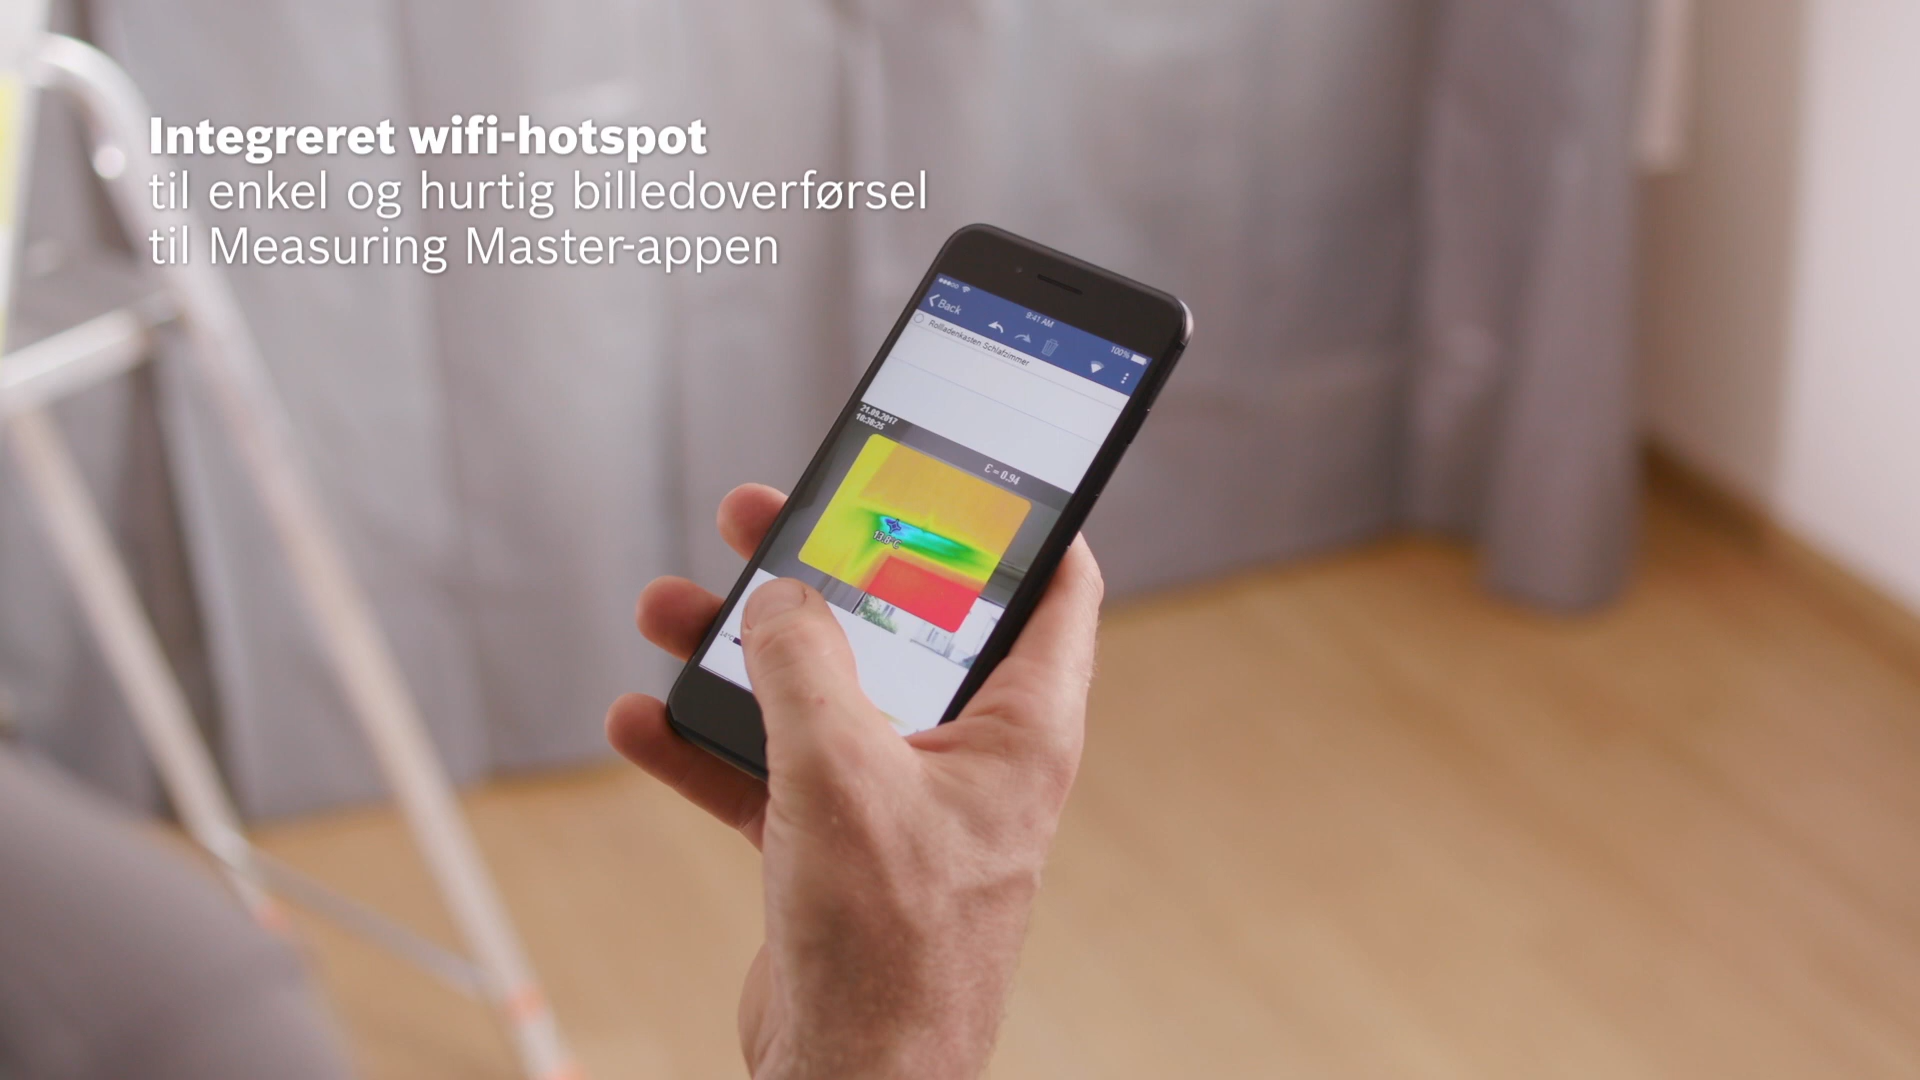 Integreret wifi-hotspot
til enkel og hurtig billedoverførsel
til Measuring Master-appen
9:41 AM
100%
Back
Rolladenkasten Schlafzimmer
21.09.2017
10:38:25
ε = 0.94
13.8°C
14°C